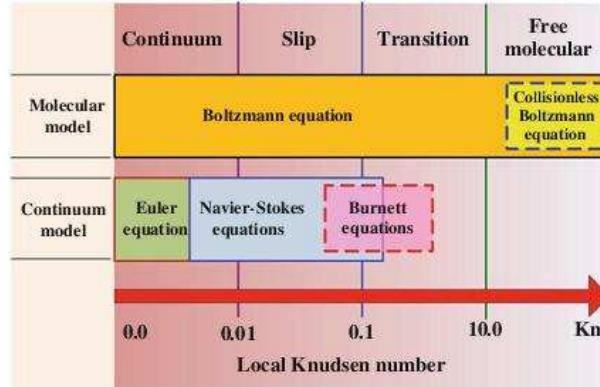 Continuum Slip Transition Free
molecular
Molecular
model
Boltzmann equation
Collisionless
Boltzmann
equation
Continuum
model
Euler
equation
Navier-Stokes
equations
Burnett
equations
0.0 0.01 0.1 10.0 Kn
Local Knudsen number